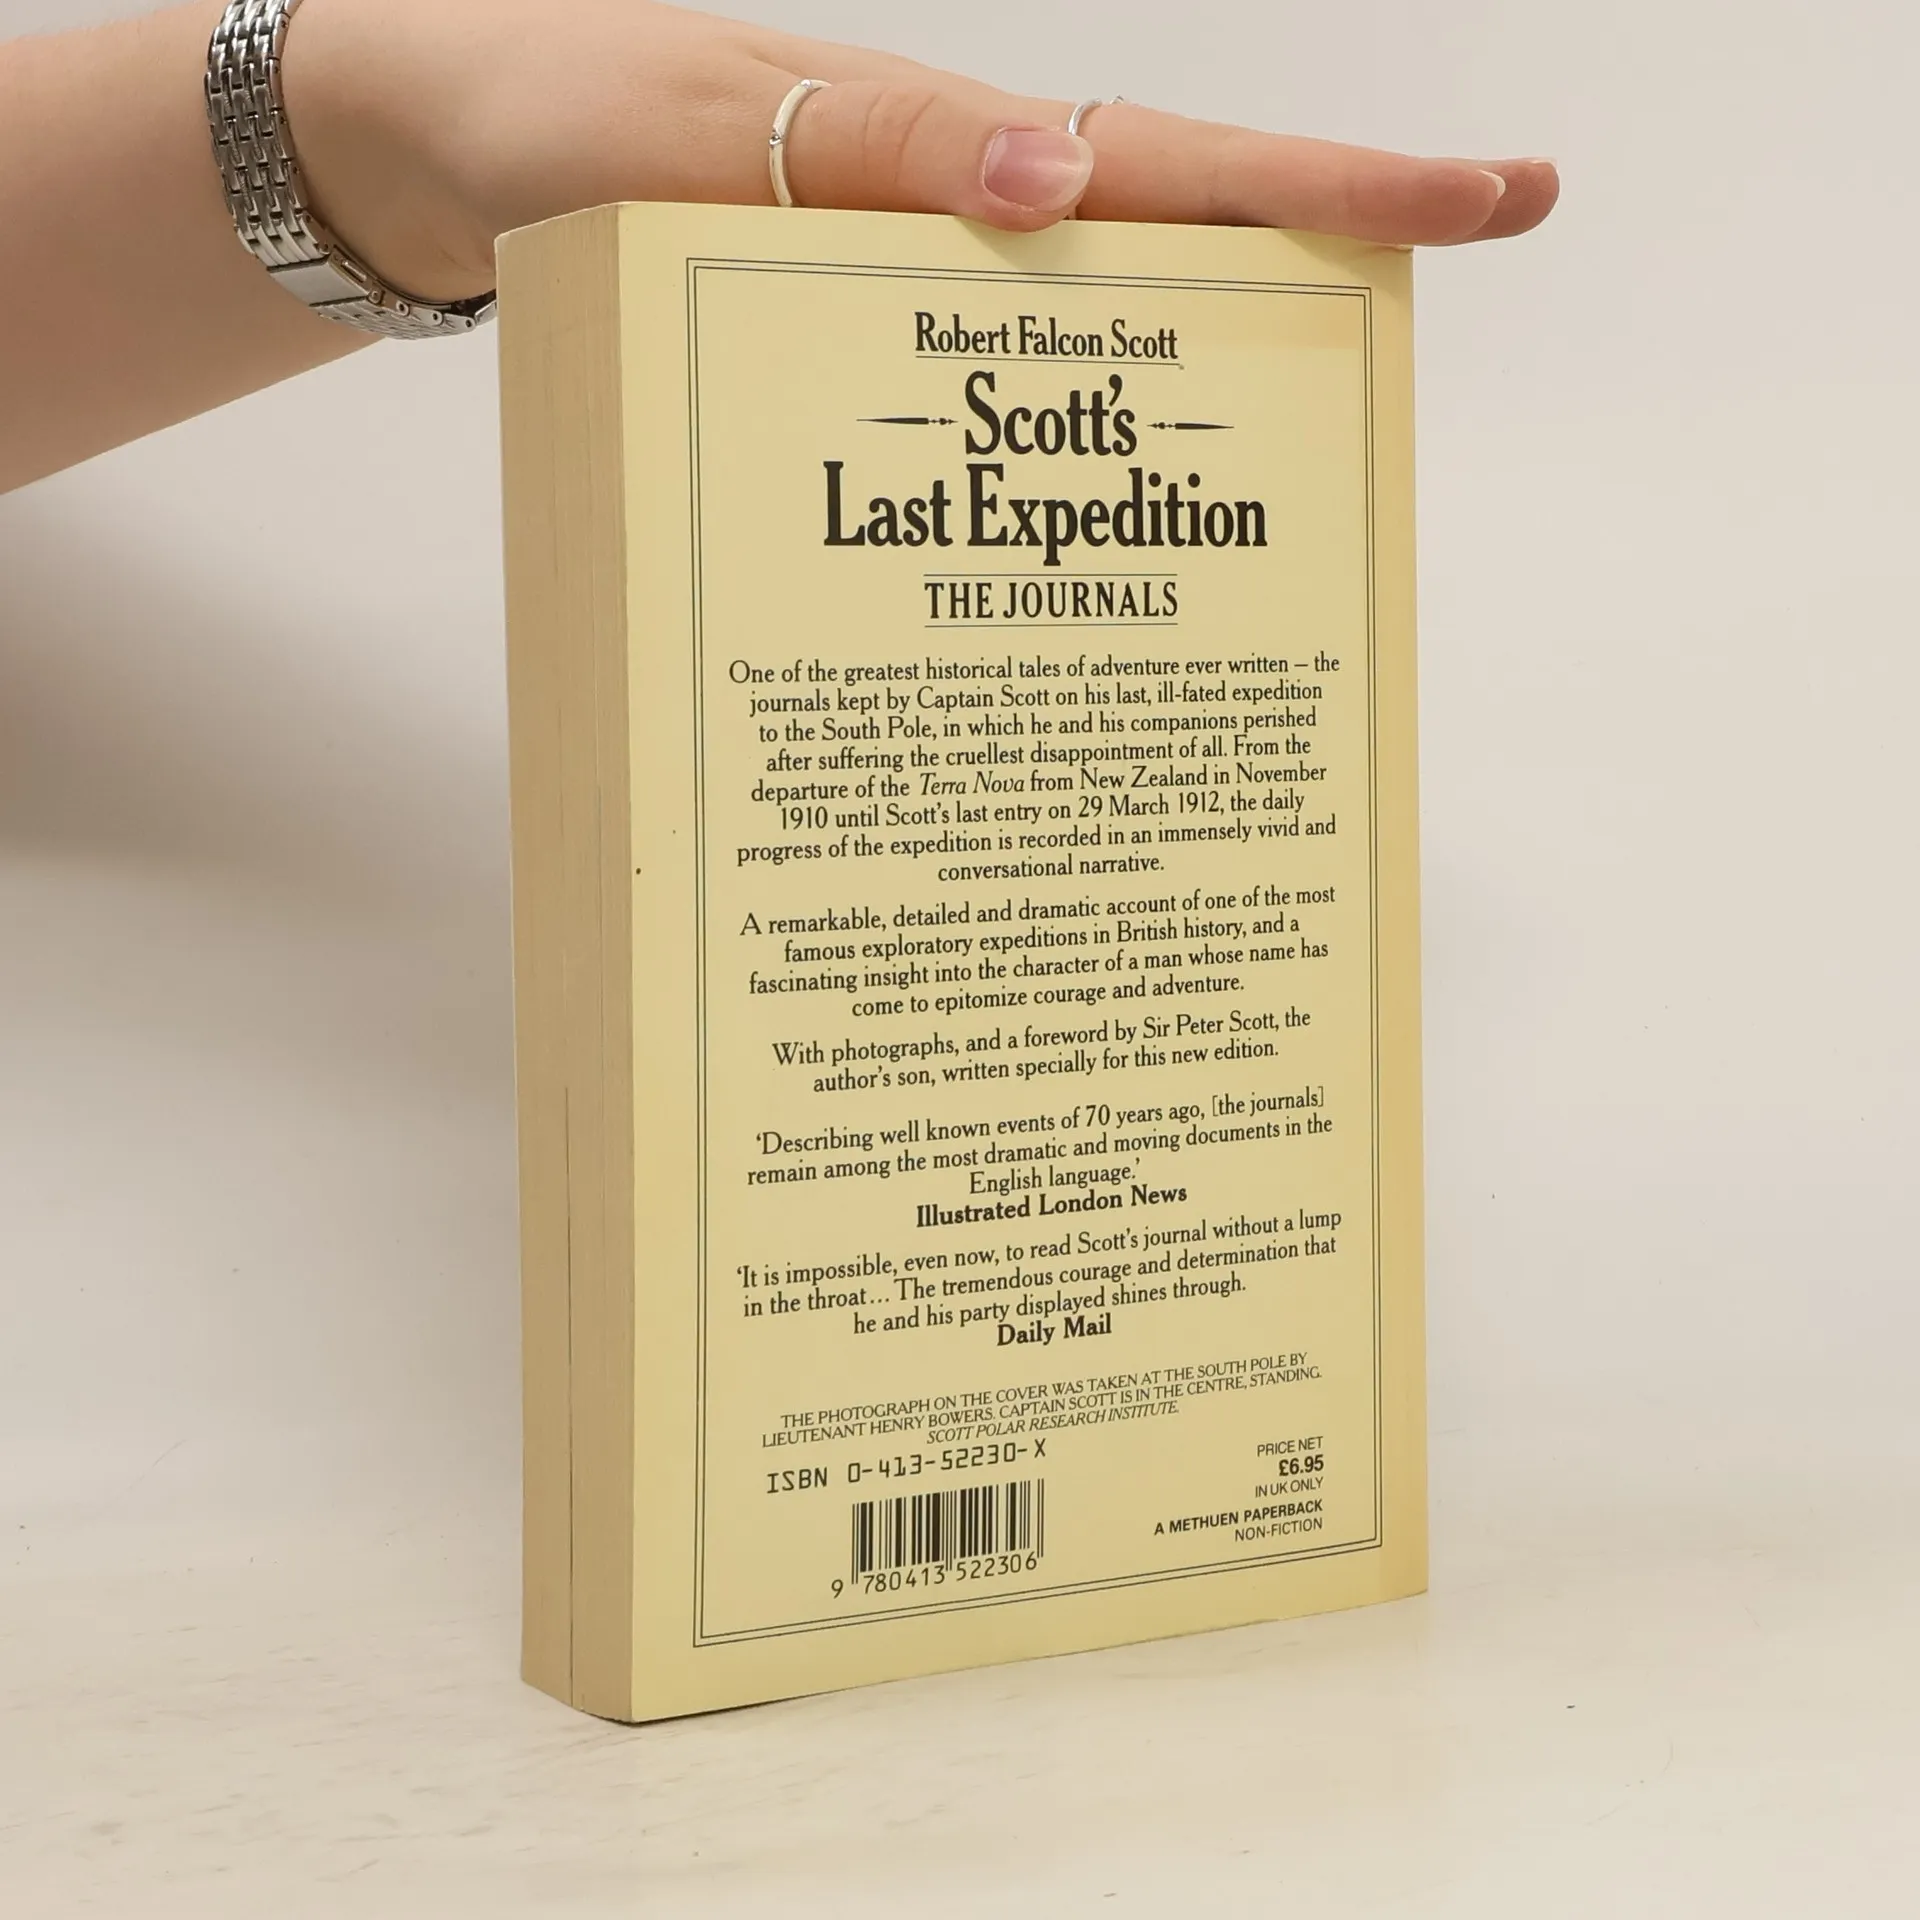 Robert Falcon Scott
Scott's
Last Expedition
THE JOURNALS
One of the greatest historical tales of adventure ever written – the
journals kept by Captain Scott on his last, ill-fated expedition
to the South Pole, in which he and his companions perished
after suffering the cruellest disappointment of all. From the
departure of the Terra Nova from New Zealand in November
1910 until Scott's last entry on 29 March 1912, the daily
progress of the expedition is recorded in an immensely vivid and
conversational narrative.
A remarkable, detailed and dramatic account of one of the most
famous exploratory expeditions in British history, and a
fascinating insight into the character of a man whose name has
come to epitomize courage and adventure.
With photographs, and a foreword by Sir Peter Scott, the
author's son, written specially for this new edition.
'Describing well known events of 70 years ago, [the journals]
remain among the most dramatic and moving documents in the
English language.'
Illustrated London News
'It is impossible, even now, to read Scott's journal without a lump
in the throat... The tremendous courage and determination that
he and his party displayed shines through.
Daily Mail
THE PHOTOGRAPH ON THE COVER WAS TAKEN AT THE SOUTH POLE BY
LIEUTENANT HENRY BOWERS. CAPTAIN SCOTT IS IN THE CENTRE, STANDING.
SCOTT POLAR RESEARCH INSTITUTE.
ISBN 0-413-52230-X
9 780413 522306
PRICE NET
£6.95
IN UK ONLY
A METHUEN PAPERBACK
NON-FICTION